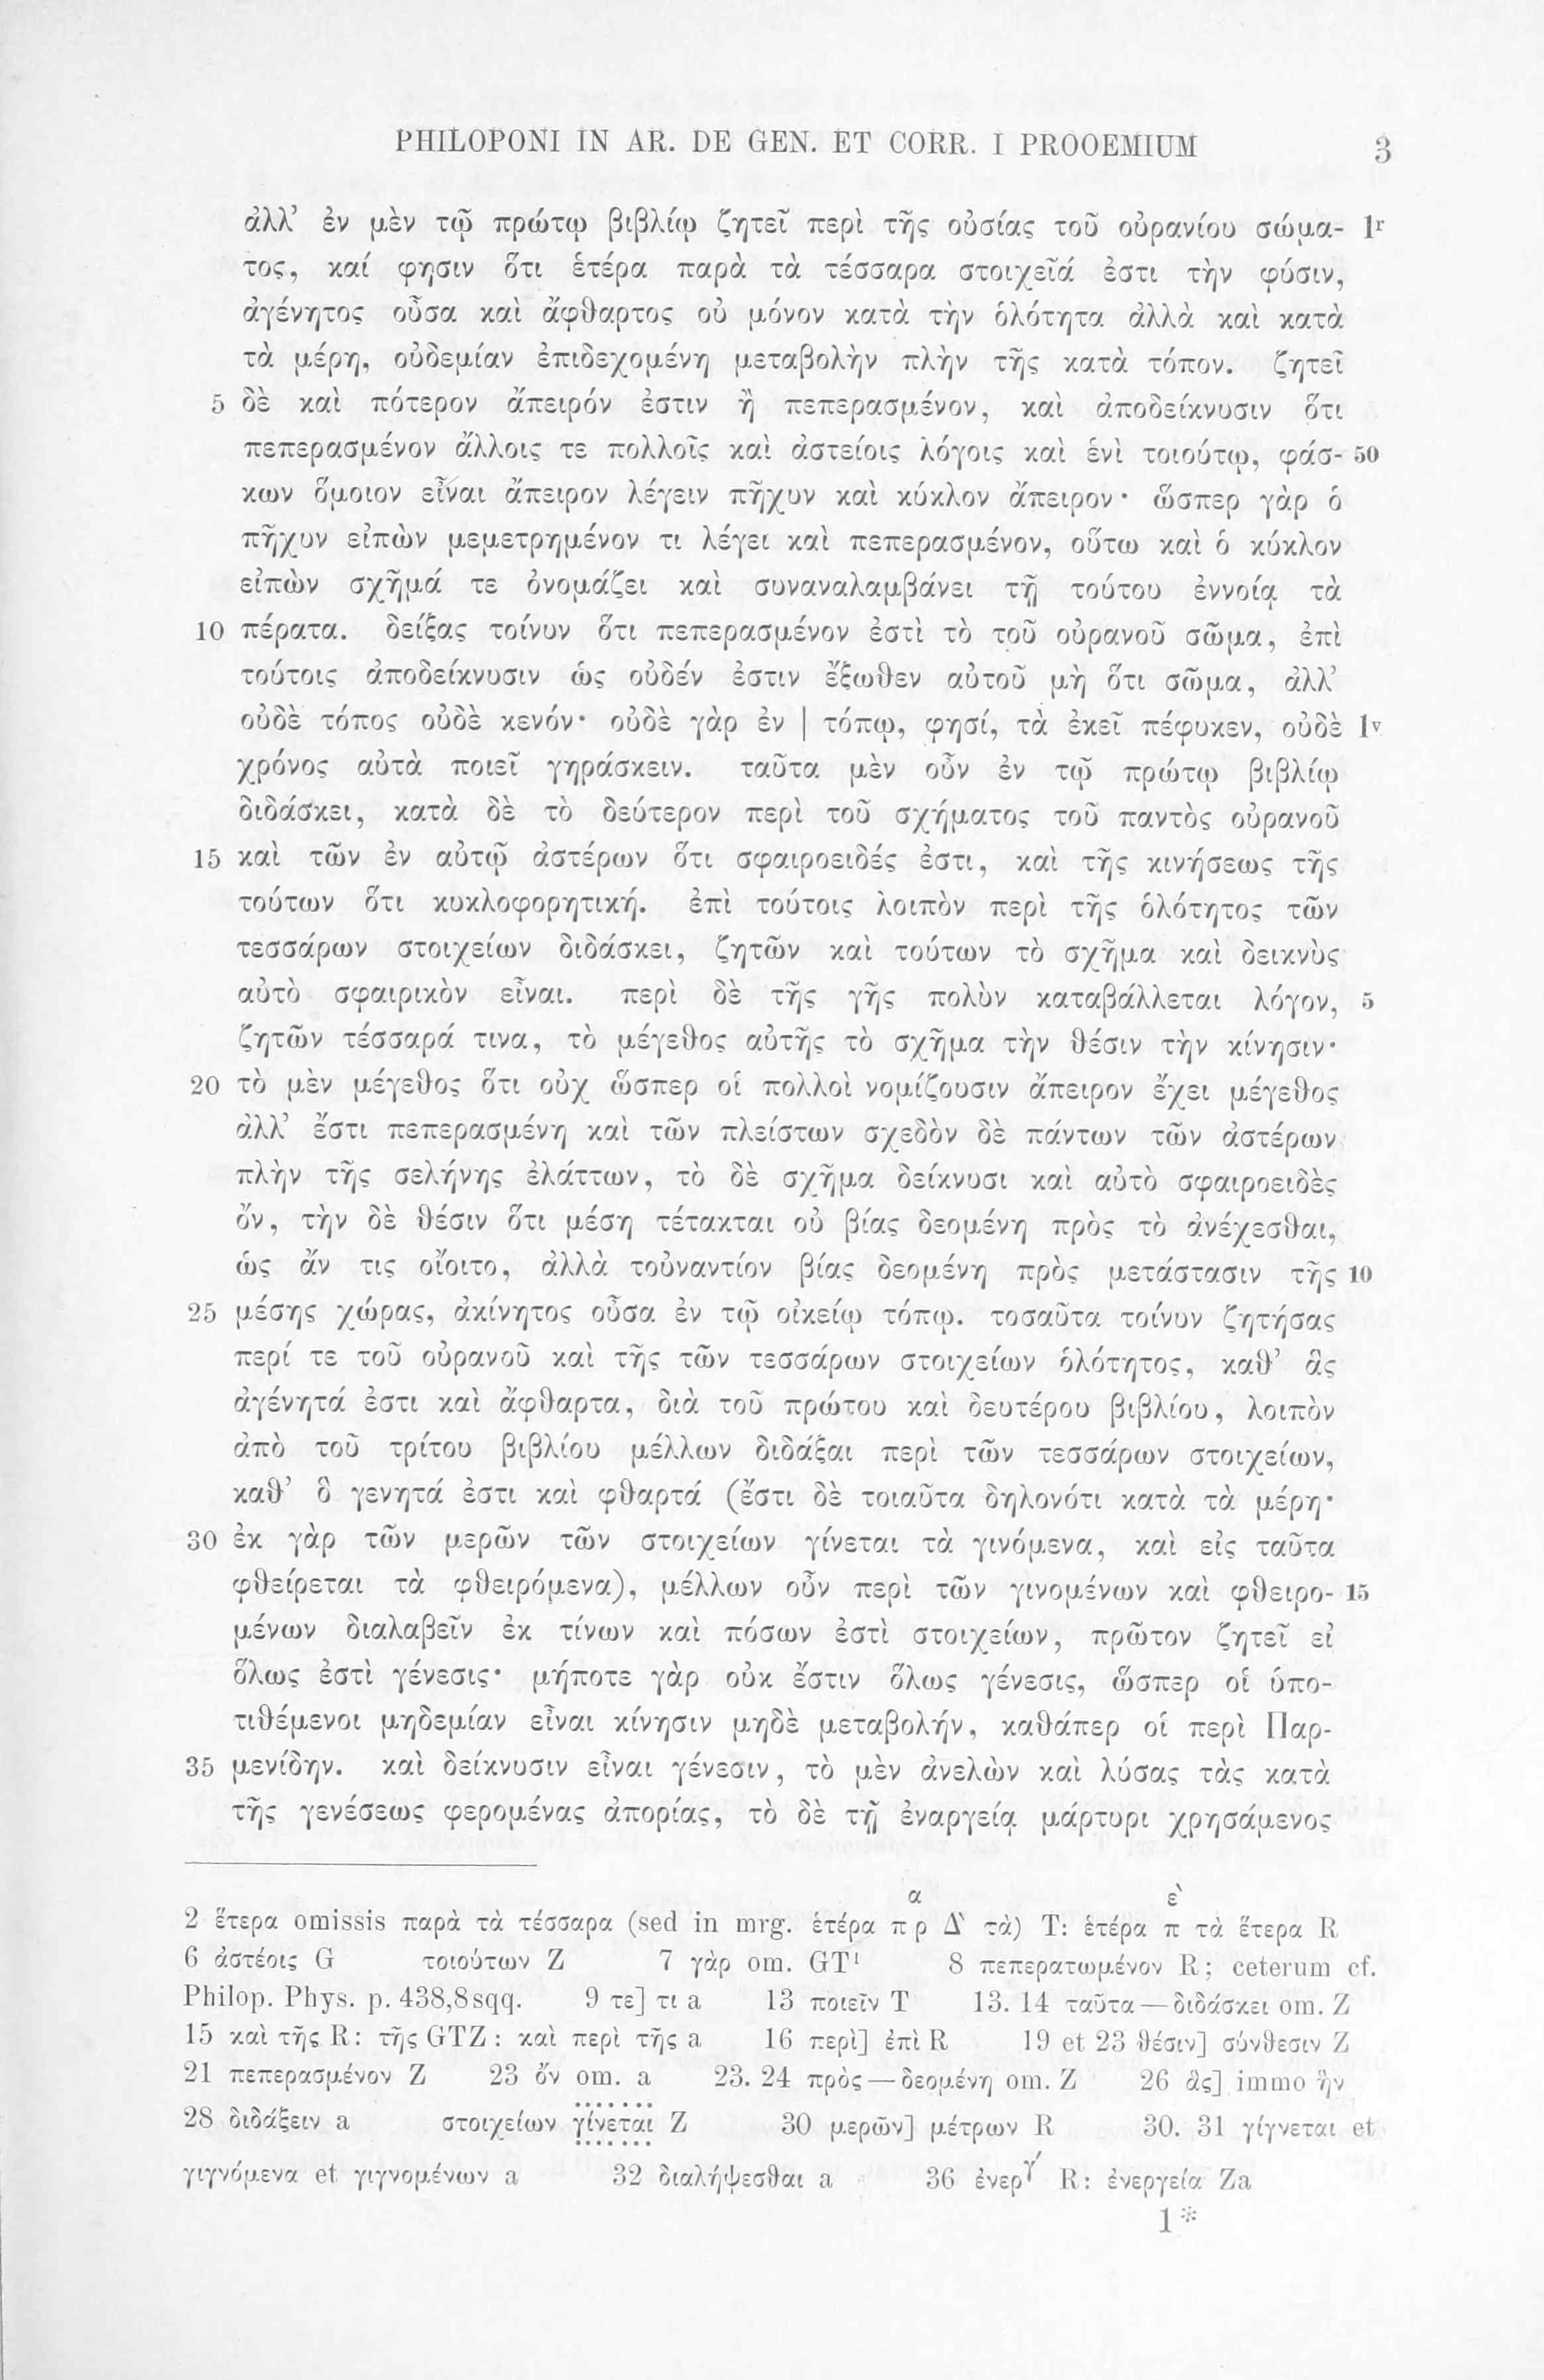 PHILOPONI IN AR. DE GEN. ET CORR. I PROOEMIUM 3
ἀλλ’ ἐν μὲν τῷ πρώτῳ βιβλίῳ ζητεῖ περὶ τῆς οὐσίας τοῦ οὐρανίου σώμα- 1r
τος, καί φησιν ὅτι ἑτέρα παρὰ τὰ τέσσαρα στοιχεῖά ἐστι τὴν φύσιν,
ἀγένητος οὖσα καὶ ἄφθαρτος οὐ μόνον κατὰ τὴν ὁλότητα ἀλλὰ καὶ κατὰ
τὰ μέρη, οὐδεμίαν ἐπιδεχομένη μεταβολὴν πλὴν τῆς κατὰ τόπον. ζητεῖ
5 δὲ καὶ πότερον ἄπειρόν ἐστιν ἢ πεπερασμένον, καὶ ἀποδείκνυσιν ὅτι
πεπερασμένον ἄλλοις τε πολλοῖς καὶ ἀστείοις λόγοις καὶ ἑνὶ τοιούτῳ, φάσ- 50
κων ὅμοιον εἶναι ἄπειρον λέγειν πῆχυν καὶ κύκλον ἄπειρον· ὥσπερ γὰρ ὁ
πῆχυν εἰπὼν μεμετρημένον τι λέγει καὶ πεπερασμένον, οὕτω καὶ ὁ κύκλον
εἰπὼν σχῆμά τε ὀνομάζει καὶ συναναλαμβάνει τῇ τούτου ἐννοίᾳ τὰ
10 πέρατα. δείξας τοίνυν ὅτι πεπερασμένον ἐστὶ τὸ τοῦ οὐρανοῦ σῶμα, ἐπὶ
τούτοις ἀποδείκνυσιν ὡς οὐδέν ἐστιν ἔξωθεν αὐτοῦ μὴ ὅτι σῶμα, ἀλλ’
οὐδὲ τόπος οὐδὲ κενόν· οὐδὲ γὰρ ἐν | τόπῳ, φησί, τὰ ἐκεῖ πέφυκεν, οὐδὲ 1v
χρόνος αὐτὰ ποιεῖ γηράσκειν. ταῦτα μὲν οὖν ἐν τῷ πρώτῳ βιβλίῳ
διδάσκει, κατὰ δὲ τὸ δεύτερον περὶ τοῦ σχήματος τοῦ παντὸς οὐρανοῦ
15 καὶ τῶν ἐν αὐτῷ ἀστέρων ὅτι σφαιροειδές ἐστι, καὶ τῆς κινήσεως τῆς
τούτων ὅτι κυκλοφορητική. ἐπὶ τούτοις λοιπὸν περὶ τῆς ὁλότητος τῶν
τεσσάρων στοιχείων διδάσκει, ζητῶν καὶ τούτων τὸ σχῆμα καὶ δεικνὺς
αὐτὸ σφαιρικὸν εἶναι. περὶ δὲ τῆς γῆς πολὺν καταβάλλεται λόγον, 5
ζητῶν τέσσαρά τινα, τὸ μέγεθος αὐτῆς τὸ σχῆμα τὴν θέσιν τὴν κίνησιν·
20 τὸ μὲν μέγεθος ὅτι οὐχ ὥσπερ οἱ πολλοὶ νομίζουσιν ἄπειρον ἔχει μέγεθος
ἀλλ’ ἔστι πεπερασμένη καὶ τῶν πλείστων σχεδὸν δὲ πάντων τῶν ἀστέρων
πλὴν τῆς σελήνης ἐλάττων, τὸ δὲ σχῆμα δείκνυσι καὶ αὐτὸ σφαιροειδὲς
ὄν, τὴν δὲ θέσιν ὅτι μέση τέτακται οὐ βίας δεομένη πρὸς τὸ ἀνέχεσθαι,
ὡς ἄν τις οἴοιτο, ἀλλὰ τοὐναντίον βίας δεομένη πρὸς μετάστασιν τῆς 10
25 μέσης χώρας, ἀκίνητος οὖσα ἐν τῷ οἰκείῳ τόπῳ. τοσαῦτα τοίνυν ζητήσας
περί τε τοῦ οὐρανοῦ καὶ τῆς τῶν τεσσάρων στοιχείων ὁλότητος, καθ’ ἃς
ἀγένητά ἐστι καὶ ἄφθαρτα, διὰ τοῦ πρώτου καὶ δευτέρου βιβλίου, λοιπὸν
ἀπὸ τοῦ τρίτου βιβλίου μέλλων διδάξαι περὶ τῶν τεσσάρων στοιχείων,
καθ’ ὃ γενητά ἐστι καὶ φθαρτά (ἔστι δὲ τοιαῦτα δηλονότι κατὰ τὰ μέρη·
30 ἐκ γὰρ τῶν μερῶν τῶν στοιχείων γίνεται τὰ γινόμενα, καὶ εἰς ταῦτα
φθείρεται τὰ φθειρόμενα), μέλλων οὖν περὶ τῶν γινομένων καὶ φθειρο- 15
μένων διαλαβεῖν ἐκ τίνων καὶ πόσων ἐστὶ στοιχείων, πρῶτον ζητεῖ εἰ
ὅλως ἐστὶ γένεσις· μήποτε γὰρ οὐκ ἔστιν ὅλως γένεσις, ὥσπερ οἱ ὑπο-
τιθέμενοι μηδεμίαν εἶναι κίνησιν μηδὲ μεταβολήν, καθάπερ οἱ περὶ Παρ-
35 μενίδην. καὶ δείκνυσιν εἶναι γένεσιν, τὸ μὲν ἀνελὼν καὶ λύσας τὰς κατὰ
τῆς γενέσεως φερομένας ἀπορίας, τὸ δὲ τῇ ἐναργείᾳ μάρτυρι χρησάμενος
2 ἕτερα omissis παρὰ τὰ τέσσαρα (sed in mrg. ἑτέρα π^α ρ Δ` τὰ) T: ἑτέρα π^ὲ τὰ ἕτερα R
6 ἀστέοις G τοιούτων Z 7 γὰρ om. GT¹ 8 πεπερατωμένον R; ceterum cf.
Philop. Phys. p. 438,8 sqq. 9 τε] τι a 13 ποιεῖν T 13. 14 ταῦτα — διδάσκει om. Z
15 καὶ τῆς R: τῆς GTZ: καὶ περὶ τῆς a 16 περὶ] ἐπὶ R 19 et 23 θέσιν] σύνθεσιν Z
21 πεπερασμένον Z 23 ὄν om. a 23. 24 πρὸς — δεομένη om. Z 26 ἃς] immo ἣν
28 διδάξειν a στοιχείων γίνεται Z 30 μερῶν] μέτρων R 30. 31 γίγνεται et
γιγνόμενα et γιγνομένων a 32 διαλήψεσθαι a 36 ἐνεργ´ R: ἐνεργεία Za
1*